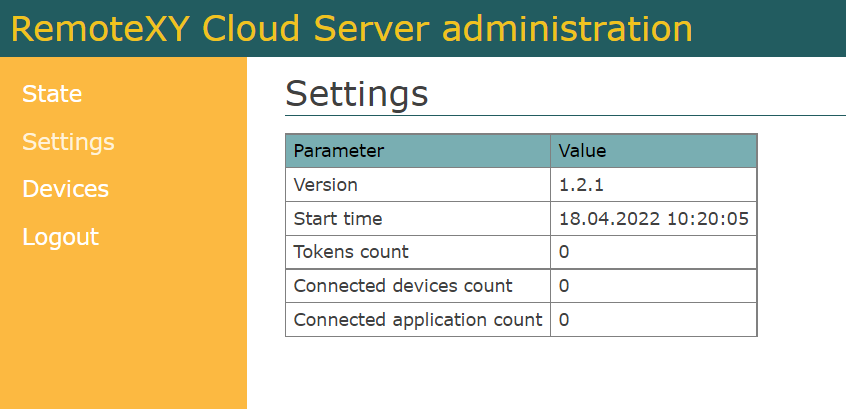 RemoteXY Cloud Server administration
State
Settings
Devices
Logout
Settings
Parameter Value
Version 1.2.1
Start time 18.04.2022 10:20:05
Tokens count 0
Connected devices count 0
Connected application count 0